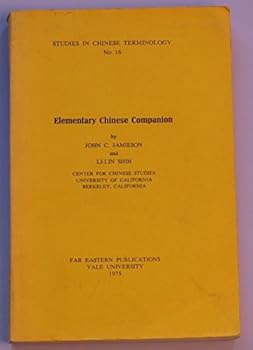 STUDIES IN CHINESE TERMINOLOGY
No. 16
Elementary Chinese Companion
by
JOHN C. JAMIESON
and
LI-LIN SHIH
CENTER FOR CHINESE STUDIES
UNIVERSITY OF CALIFORNIA
BERKELEY, CALIFORNIA
FAR EASTERN PUBLICATIONS
YALE UNIVERSITY
1975